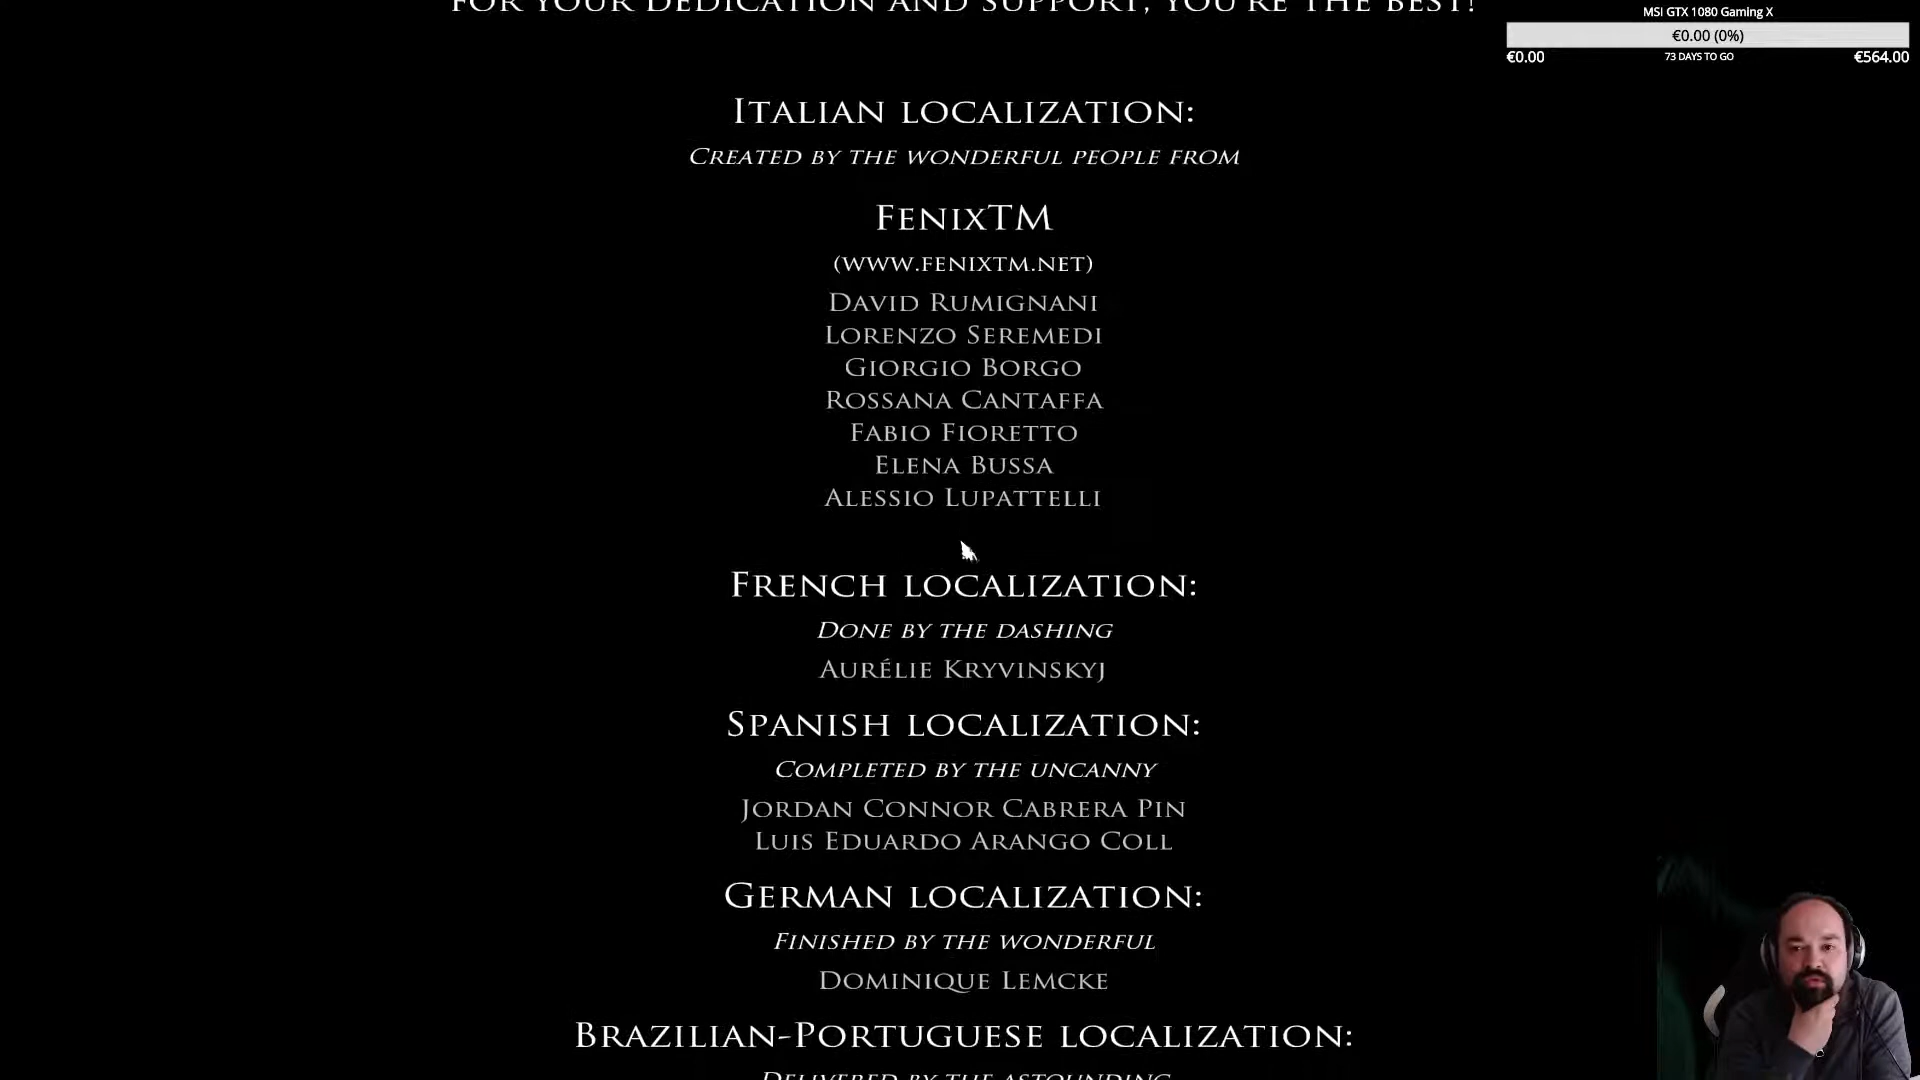 FOR YOUR DEDICATION AND SUPPORT, YOU'RE THE BEST!
MSI GTX 1080 Gaming X
€0.00 (0%)
€0.00 73 DAYS TO GO €564.00
ITALIAN LOCALIZATION:
CREATED BY THE WONDERFUL PEOPLE FROM
FENIXTM
(WWW.FENIXTM.NET)
DAVID RUMIGNANI
LORENZO SEREMEDI
GIORGIO BORGO
ROSSANA CANTAFFA
FABIO FIORETTO
ELENA BUSSA
ALESSIO LUPATTELLI
FRENCH LOCALIZATION:
DONE BY THE DASHING
AURÉLIE KRYVINSKYJ
SPANISH LOCALIZATION:
COMPLETED BY THE UNCANNY
JORDAN CONNOR CABRERA PIN
LUIS EDUARDO ARANGO COLL
GERMAN LOCALIZATION:
FINISHED BY THE WONDERFUL
DOMINIQUE LEMCKE
BRAZILIAN-PORTUGUESE LOCALIZATION:
DELIVERED BY THE ASTOUNDING